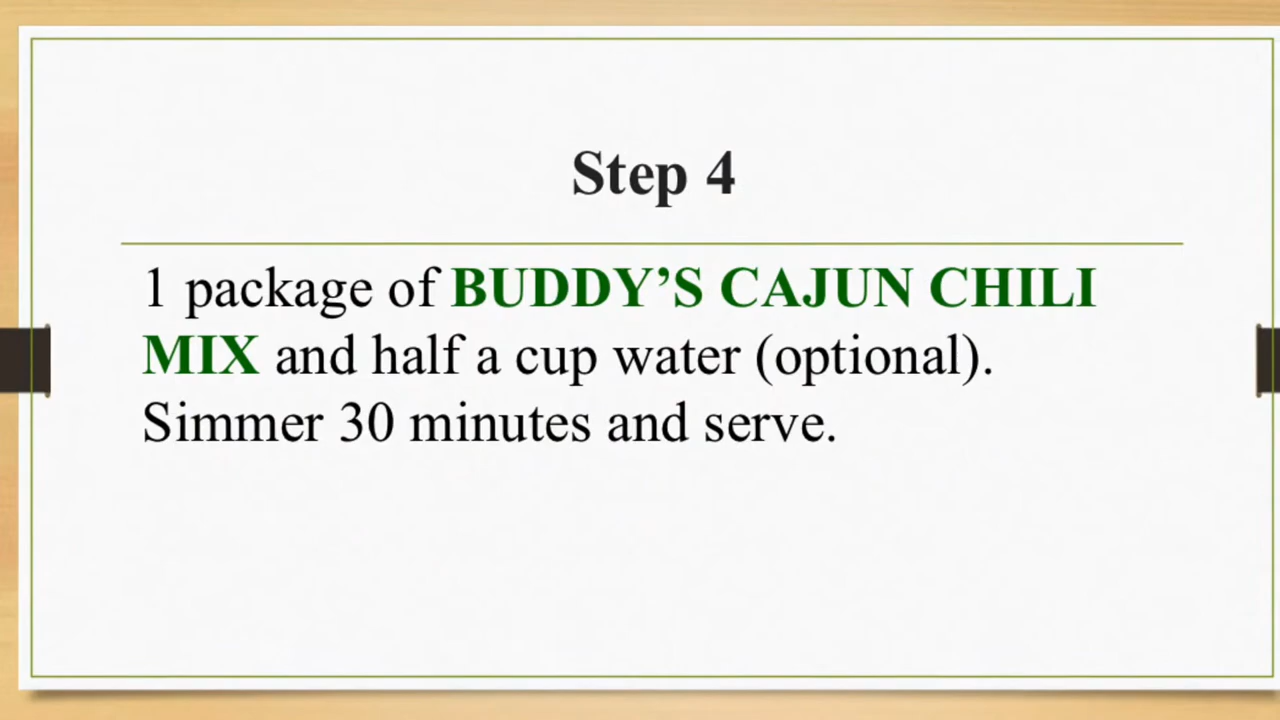 Step 4
1 package of BUDDY’S CAJUN CHILI
MIX and half a cup water (optional).
Simmer 30 minutes and serve.